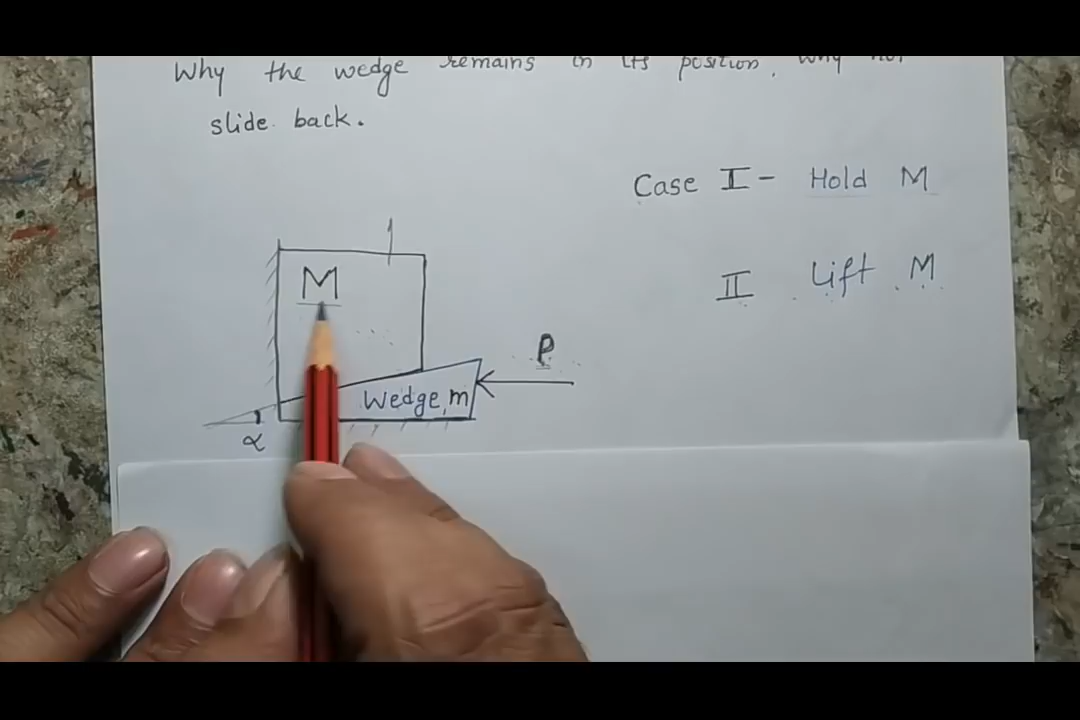 Why the wedge remains in its position, why not
slide back.
Case I - Hold M
II Lift M
M
P
Wedge, m
α